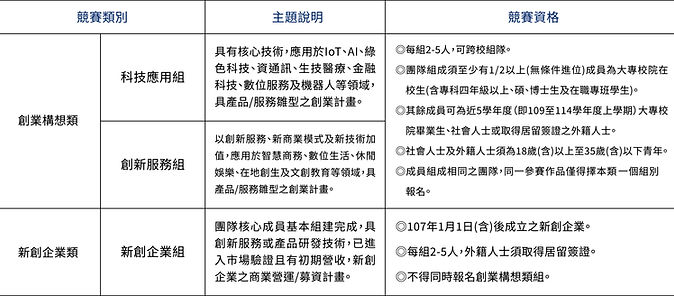 競賽類別
主題說明
競賽資格
創業構想類
科技應用組
具有核心技術，應用於IoT、AI、綠
色科技、資通訊、生技醫療、金融
科技、數位服務及機器人等領域，
具產品/服務雛型之創業計畫。
創新服務組
以創新服務、新商業模式及新技術加
值，應用於智慧商務、數位生活、休閒
娛樂、在地創生及文創教育等領域，具
產品/服務雛型之創業計畫。
◎每組2-5人，可跨校組隊。
◎團隊組成須至少有1/2以上(無條件進位)成員為大專校院在
校生(含專科四年級以上、碩、博士生及在職專班學生)。
◎其餘成員可為近5學年度（即109至114學年度上學期）大專校
院畢業生、社會人士或取得居留簽證之外籍人士。
◎社會人士及外籍人士須為18歲(含)以上至35歲(含)以下青年。
◎成員組成相同之團隊，同一參賽作品僅得擇本類一個組別
報名。
新創企業類
新創企業組
團隊核心成員基本組建完成，具
創新服務或產品研發技術，已進
入市場驗證且有初期營收，新創
企業之商業營運/募資計畫。
◎107年1月1日(含)後成立之新創企業。
◎每組2-5人，外籍人士須取得居留簽證。
◎不得同時報名創業構想類組。